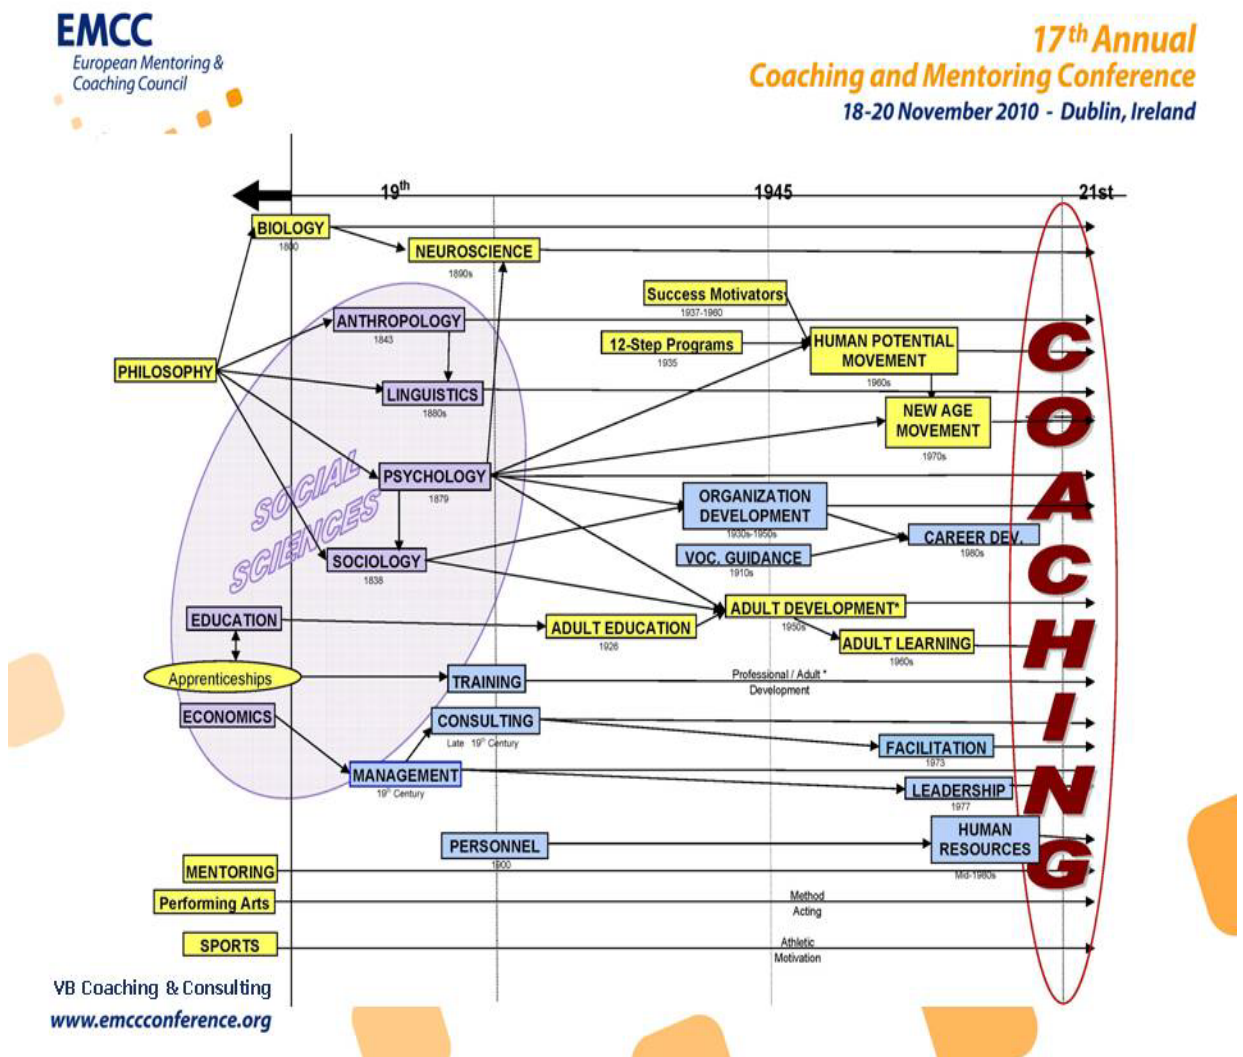 EMCC
European Mentoring &
Coaching Council
17th Annual
Coaching and Mentoring Conference
18-20 November 2010 - Dublin, Ireland
19th
1945
21st
BIOLOGY
1800
NEUROSCIENCE
1890s
Success Motivators
1937-1960
ANTHROPOLOGY
1843
12-Step Programs
1935
HUMAN POTENTIAL
MOVEMENT
1960s
PHILOSOPHY
LINGUISTICS
1880s
NEW AGE
MOVEMENT
1970s
SOCIAL
SCIENCES
PSYCHOLOGY
1879
ORGANIZATION
DEVELOPMENT
1930s-1950s
CAREER DEV.
1980s
VOC. GUIDANCE
1910s
SOCIOLOGY
1838
EDUCATION
ADULT EDUCATION
1926
ADULT DEVELOPMENT*
1950s
ADULT LEARNING
1960s
Apprenticeships
TRAINING
Professional / Adult *
Development
ECONOMICS
CONSULTING
Late 19th Century
FACILITATION
1973
MANAGEMENT
19th Century
LEADERSHIP
1977
PERSONNEL
1900
HUMAN
RESOURCES
Mid-1980s
MENTORING
Performing Arts
Method
Acting
SPORTS
Athletic
Motivation
COACHING
VB Coaching & Consulting
www.emccconference.org